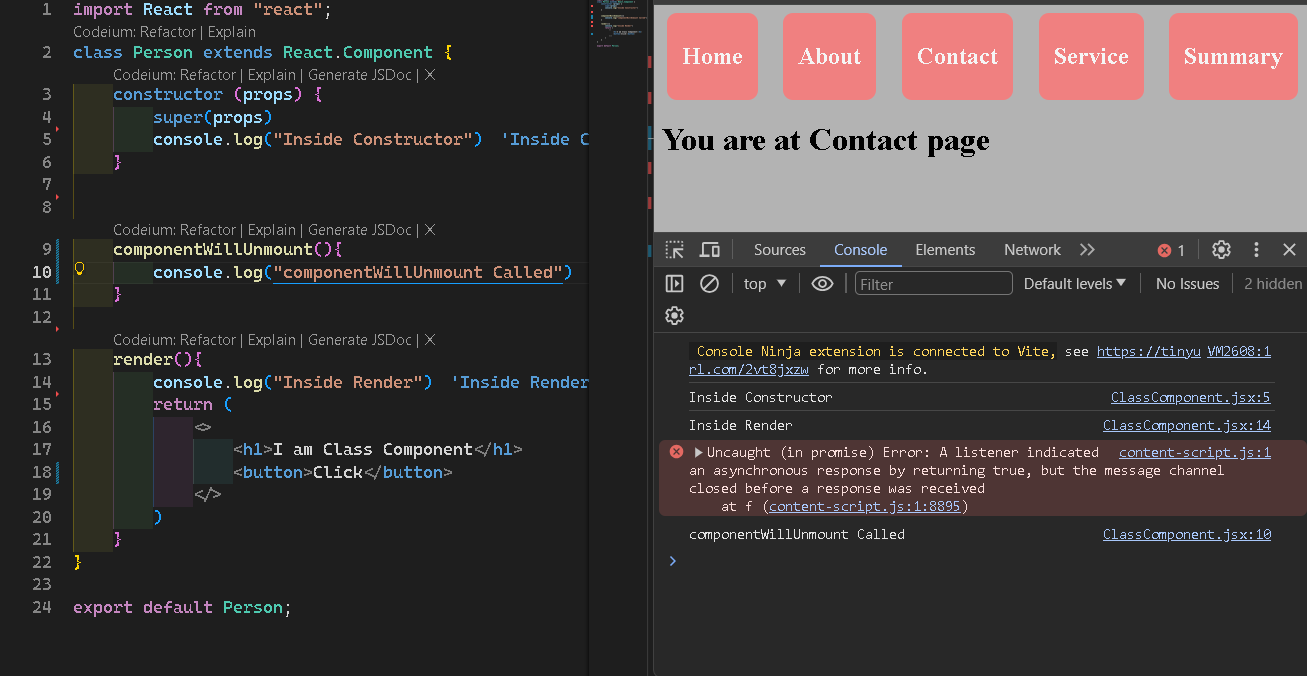 1 import React from "react";
Codeium: Refactor | Explain
2 class Person extends React.Component {
Codeium: Refactor | Explain | Generate JSDoc | X
3 constructor (props) {
4 super(props)
5 console.log("Inside Constructor") 'Inside C
6 }
7
8
Codeium: Refactor | Explain | Generate JSDoc | X
9 componentWillUnmount(){
10 console.log("componentWillUnmount Called")
11 }
12
Codeium: Refactor | Explain | Generate JSDoc | X
13 render(){
14 console.log("Inside Render") 'Inside Render
15 return (
16 <>
17 <h1>I am Class Component</h1>
18 <button>Click</button>
19 </>
20 )
21 }
22 }
23
24 export default Person;
Home About Contact Service Summary
You are at Contact page
Sources Console Elements Network 1
top Filter Default levels No Issues 2 hidden
Console Ninja extension is connected to Vite, see https://tinyu VM2608:1
rl.com/2vt8jxzw for more info.
Inside Constructor ClassComponent.jsx:5
Inside Render ClassComponent.jsx:14
Uncaught (in promise) Error: A listener indicated content-script.js:1
an asynchronous response by returning true, but the message channel
closed before a response was received
at f (content-script.js:1:8895)
componentWillUnmount Called ClassComponent.jsx:10